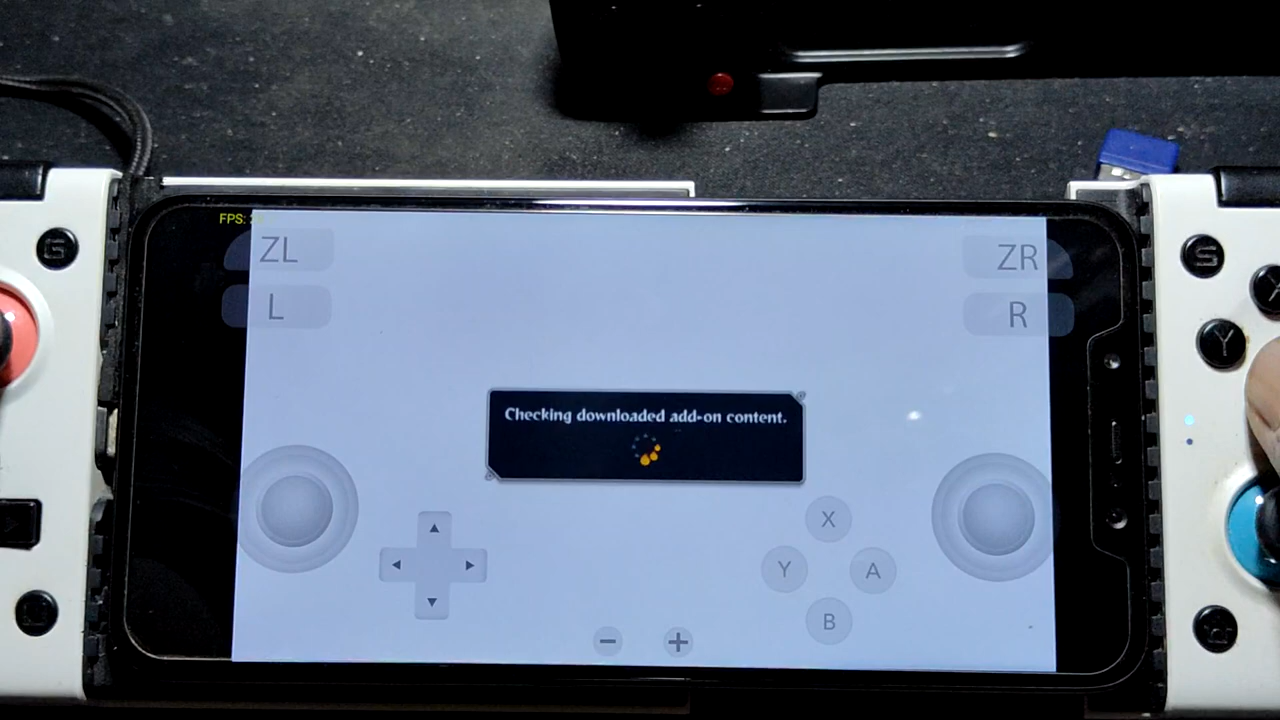 FPS:
ZL
ZR
L
R
G
S
X
Y
Checking downloaded add-on content.
X
Y
A
B